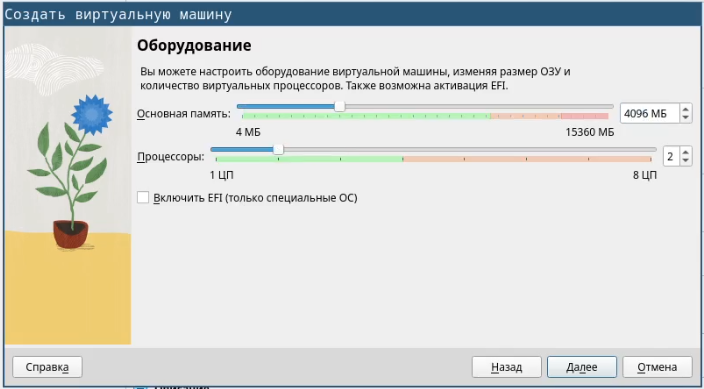 Создать виртуальную машину
Оборудование
Вы можете настроить оборудование виртуальной машины, изменяя размер ОЗУ и
количество виртуальных процессоров. Также возможна активация EFI.
Основная память:
4096 МБ
4 МБ
15360 МБ
Процессоры:
2
1 ЦП
8 ЦП
Включить EFI (только специальные ОС)
Справка
Назад
Далее
Отмена